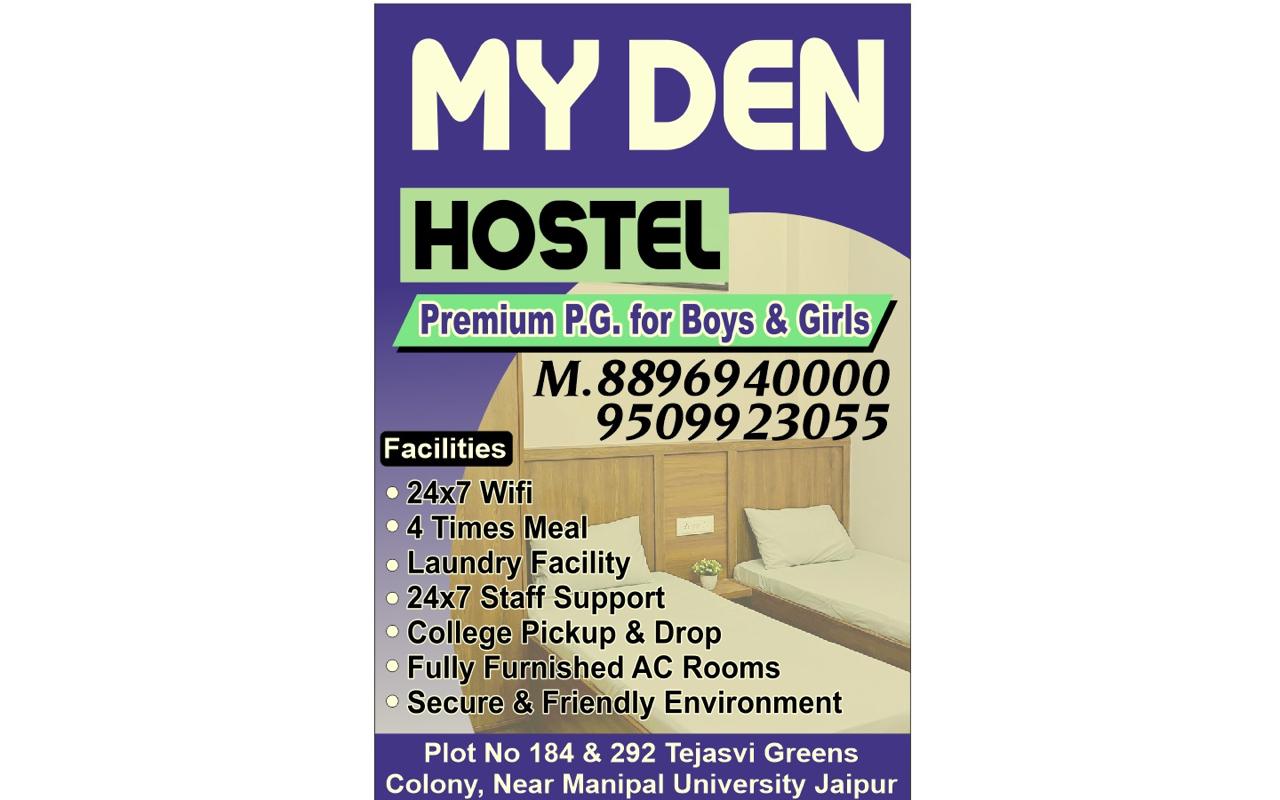 MY DEN
HOSTEL
Premium P.G. for Boys & Girls
M.8896940000
9509923055
Facilities
24x7 Wifi
4 Times Meal
Laundry Facility
24x7 Staff Support
College Pickup & Drop
Fully Furnished AC Rooms
Secure & Friendly Environment
Plot No 184 & 292 Tejasvi Greens
Colony, Near Manipal University Jaipur